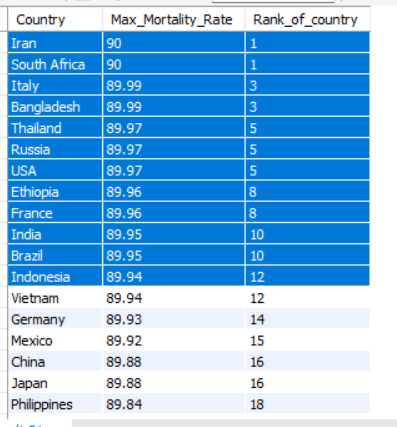 Country Max_Mortality_Rate Rank_of_country
Iran 90 1
South Africa 90 1
Italy 89.99 3
Bangladesh 89.99 3
Thailand 89.97 5
Russia 89.97 5
USA 89.97 5
Ethiopia 89.96 8
France 89.96 8
India 89.95 10
Brazil 89.95 10
Indonesia 89.94 12
Vietnam 89.94 12
Germany 89.93 14
Mexico 89.92 15
China 89.88 16
Japan 89.88 16
Philippines 89.84 18